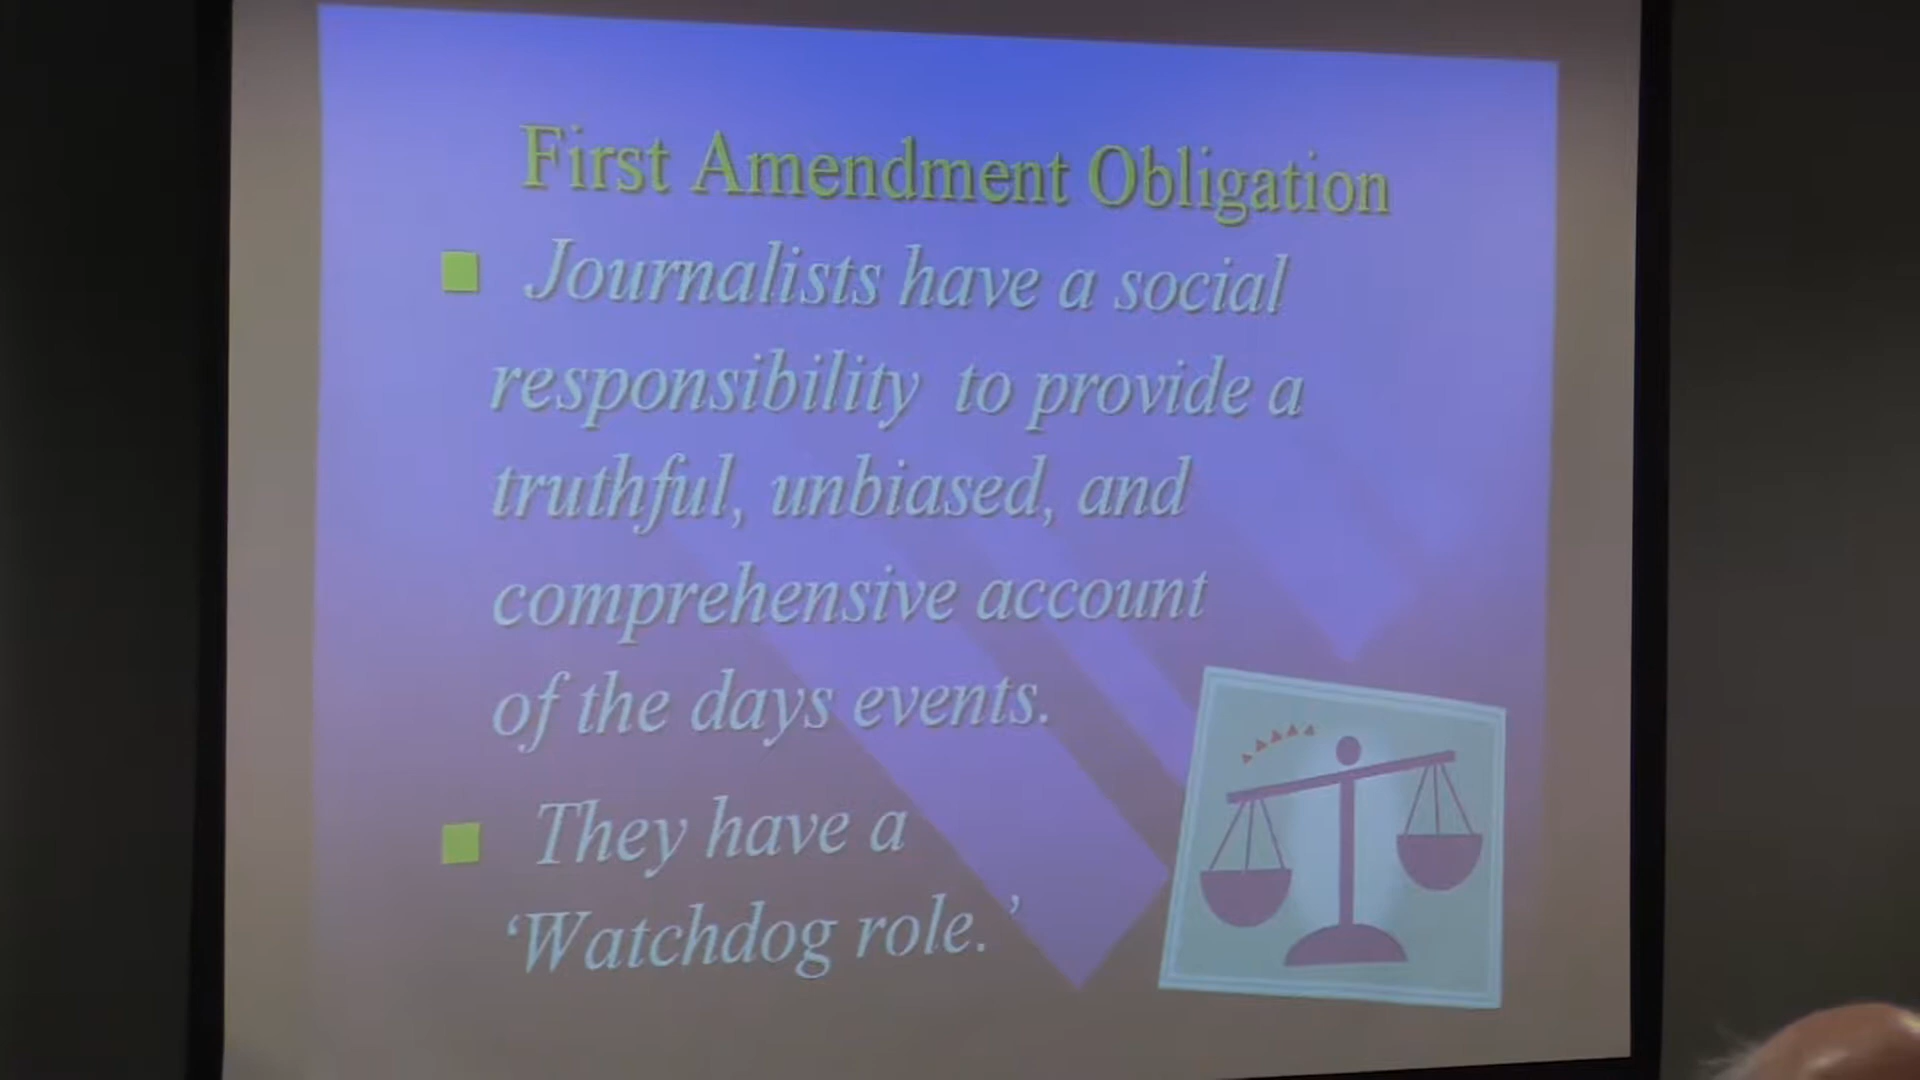 First Amendment Obligation
Journalists have a social
responsibility to provide a
truthful, unbiased, and
comprehensive account
of the days events.
They have a
‘Watchdog role.’